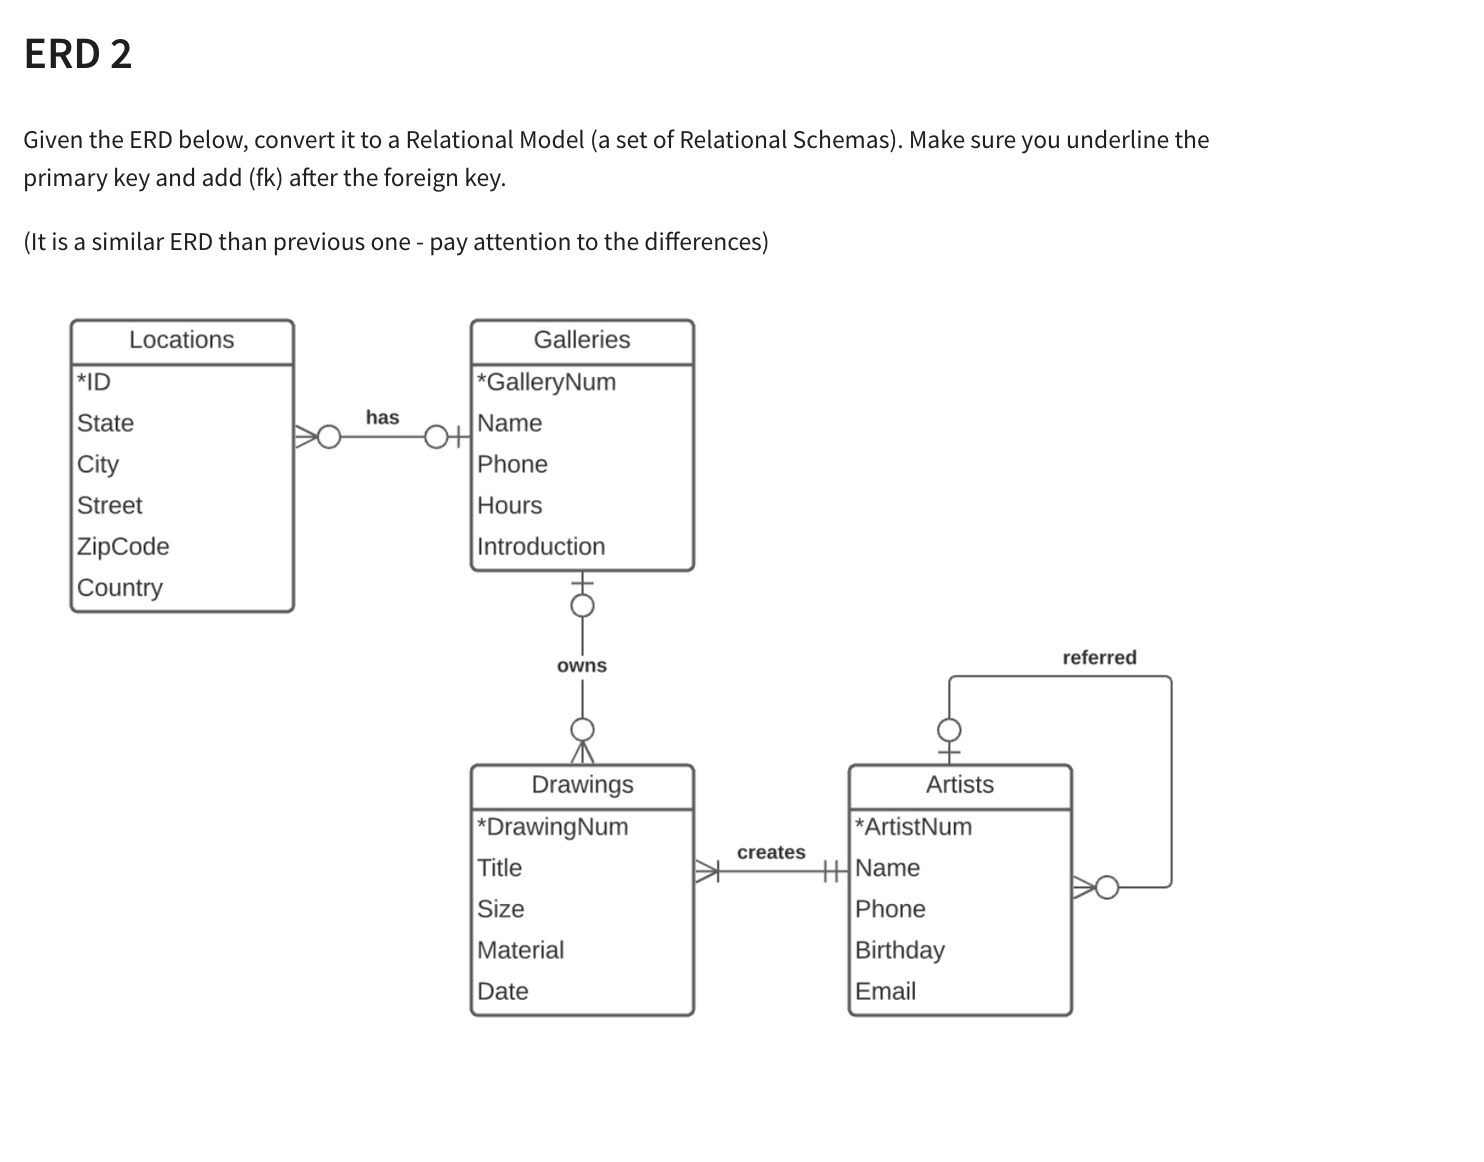 ERD 2
Given the ERD below, convert it to a Relational Model (a set of Relational Schemas). Make sure you underline the
primary key and add (fk) after the foreign key.
(It is a similar ERD than previous one - pay attention to the differences)
Locations
*ID
State
City
Street
ZipCode
Country
has
Galleries
*GalleryNum
Name
Phone
Hours
Introduction
owns
Drawings
*DrawingNum
Title
Size
Material
Date
creates
referred
Artists
*ArtistNum
Name
Phone
Birthday
Email